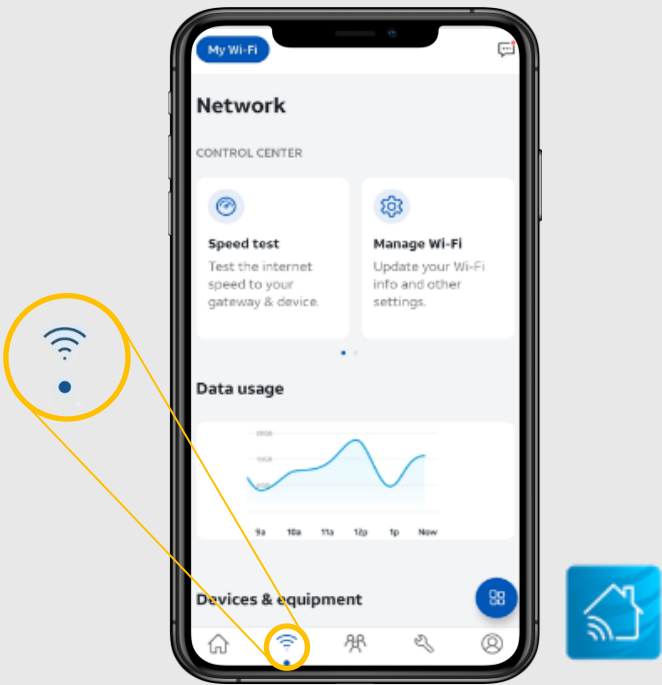 My Wi-Fi
Network
CONTROL CENTER
Speed test
Test the internet
speed to your
gateway & device.
Manage Wi-Fi
Update your Wi-Fi
info and other
settings.
Data usage
9a 10a 11a 12p 1p Now
Devices & equipment